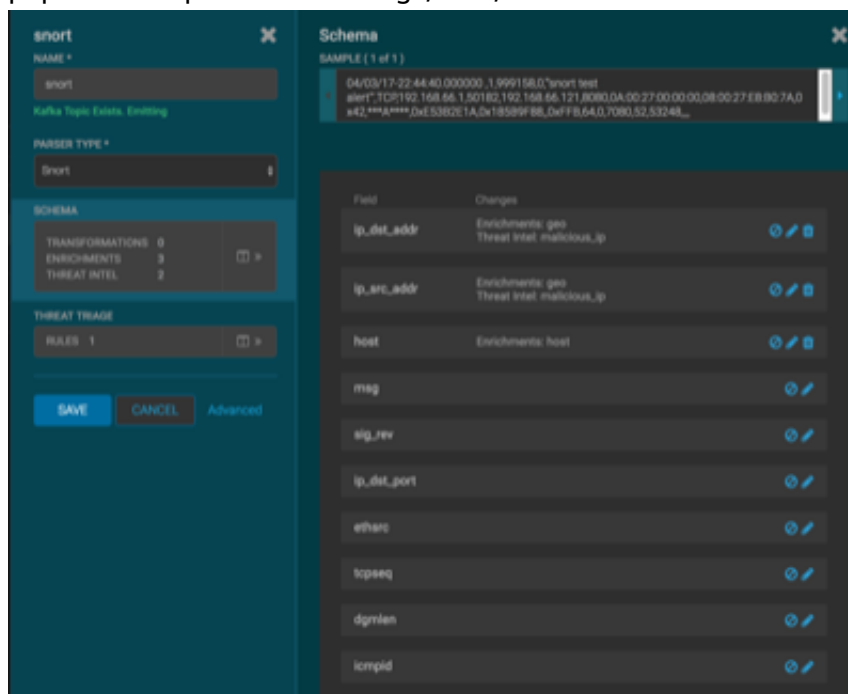 snort
NAME *
snort
Kafka Topic Exists. Emitting
PARSER TYPE *
Snort
SCHEMA
TRANSFORMATIONS 0
ENRICHMENTS 3
THREAT INTEL 2
THREAT TRIAGE
RULES 1
SAVE CANCEL Advanced
Schema
SAMPLE ( 1 of 1 )
04/03/17-22:44:40.000000 ,1,999158,0,"snort test
alert",TCP,192.168.66.1,50182,192.168.66.121,8080,0A:00:27:00:00:00,08:00:27:E8:B0:7A,0
x42,***A****,0xE53B2E1A,0x18589FBB,,0xFFB,64,0,7080,52,53248,,,,
Field Changes
ip_dst_addr Enrichments: geo
Threat Intel: malicious_ip
ip_src_addr Enrichments: geo
Threat Intel: malicious_ip
host Enrichments: host
msg
sig_rev
ip_dst_port
ethsrc
tcpseq
dgmlen
icmpid